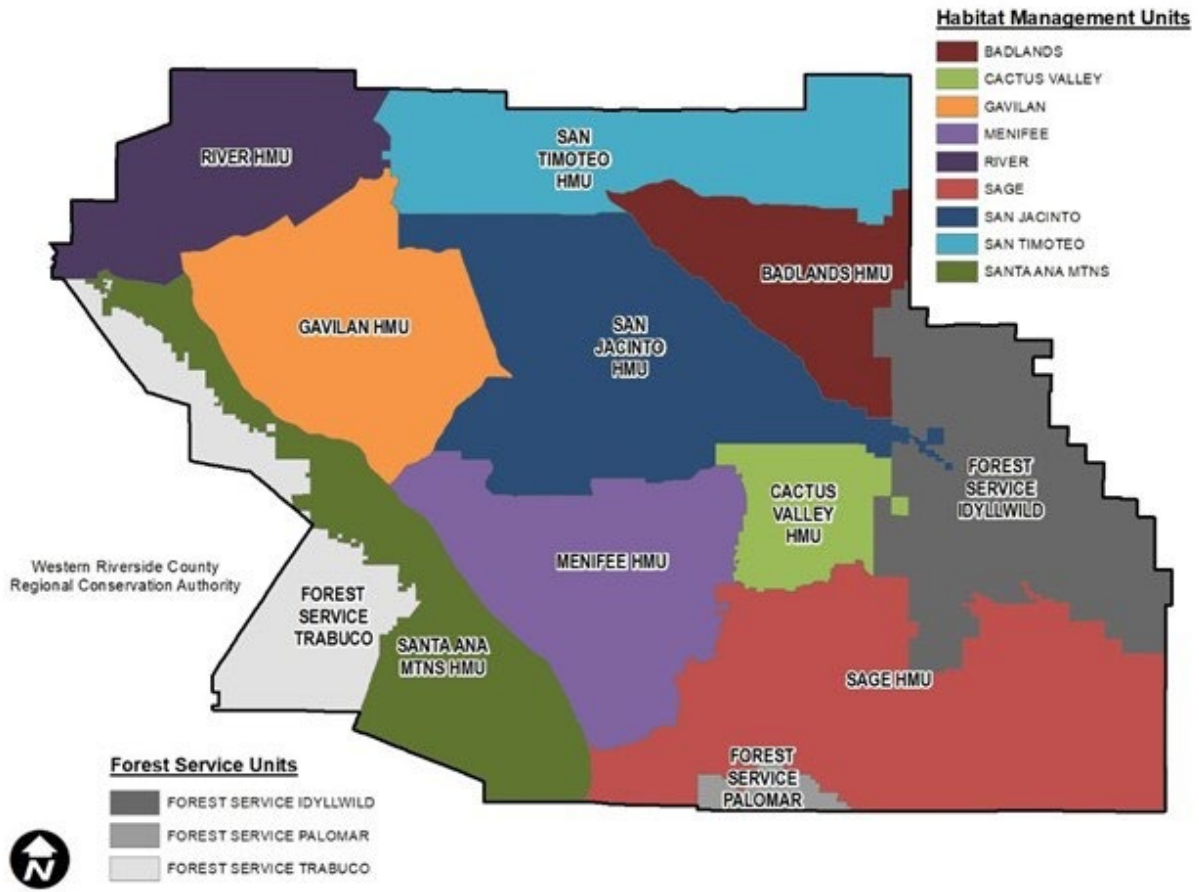 Habitat Management Units
BADLANDS
CACTUS VALLEY
GAVILAN
MENIFEE
RIVER
SAGE
SAN JACINTO
SAN TIMOTEO
SANTA ANA MTNS
RIVER HMU
SAN
TIMOTEO
HMU
BADLANDS HMU
GAVILAN HMU
SAN
JACINTO
HMU
FOREST
SERVICE
IDYLLWILD
CACTUS
VALLEY
HMU
MENIFEE HMU
Western Riverside County
Regional Conservation Authority
FOREST
SERVICE
TRABUCO
SANTA ANA
MTNS HMU
SAGE HMU
FOREST
SERVICE
PALOMAR
Forest Service Units
FOREST SERVICE IDYLLWILD
FOREST SERVICE PALOMAR
FOREST SERVICE TRABUCO
N